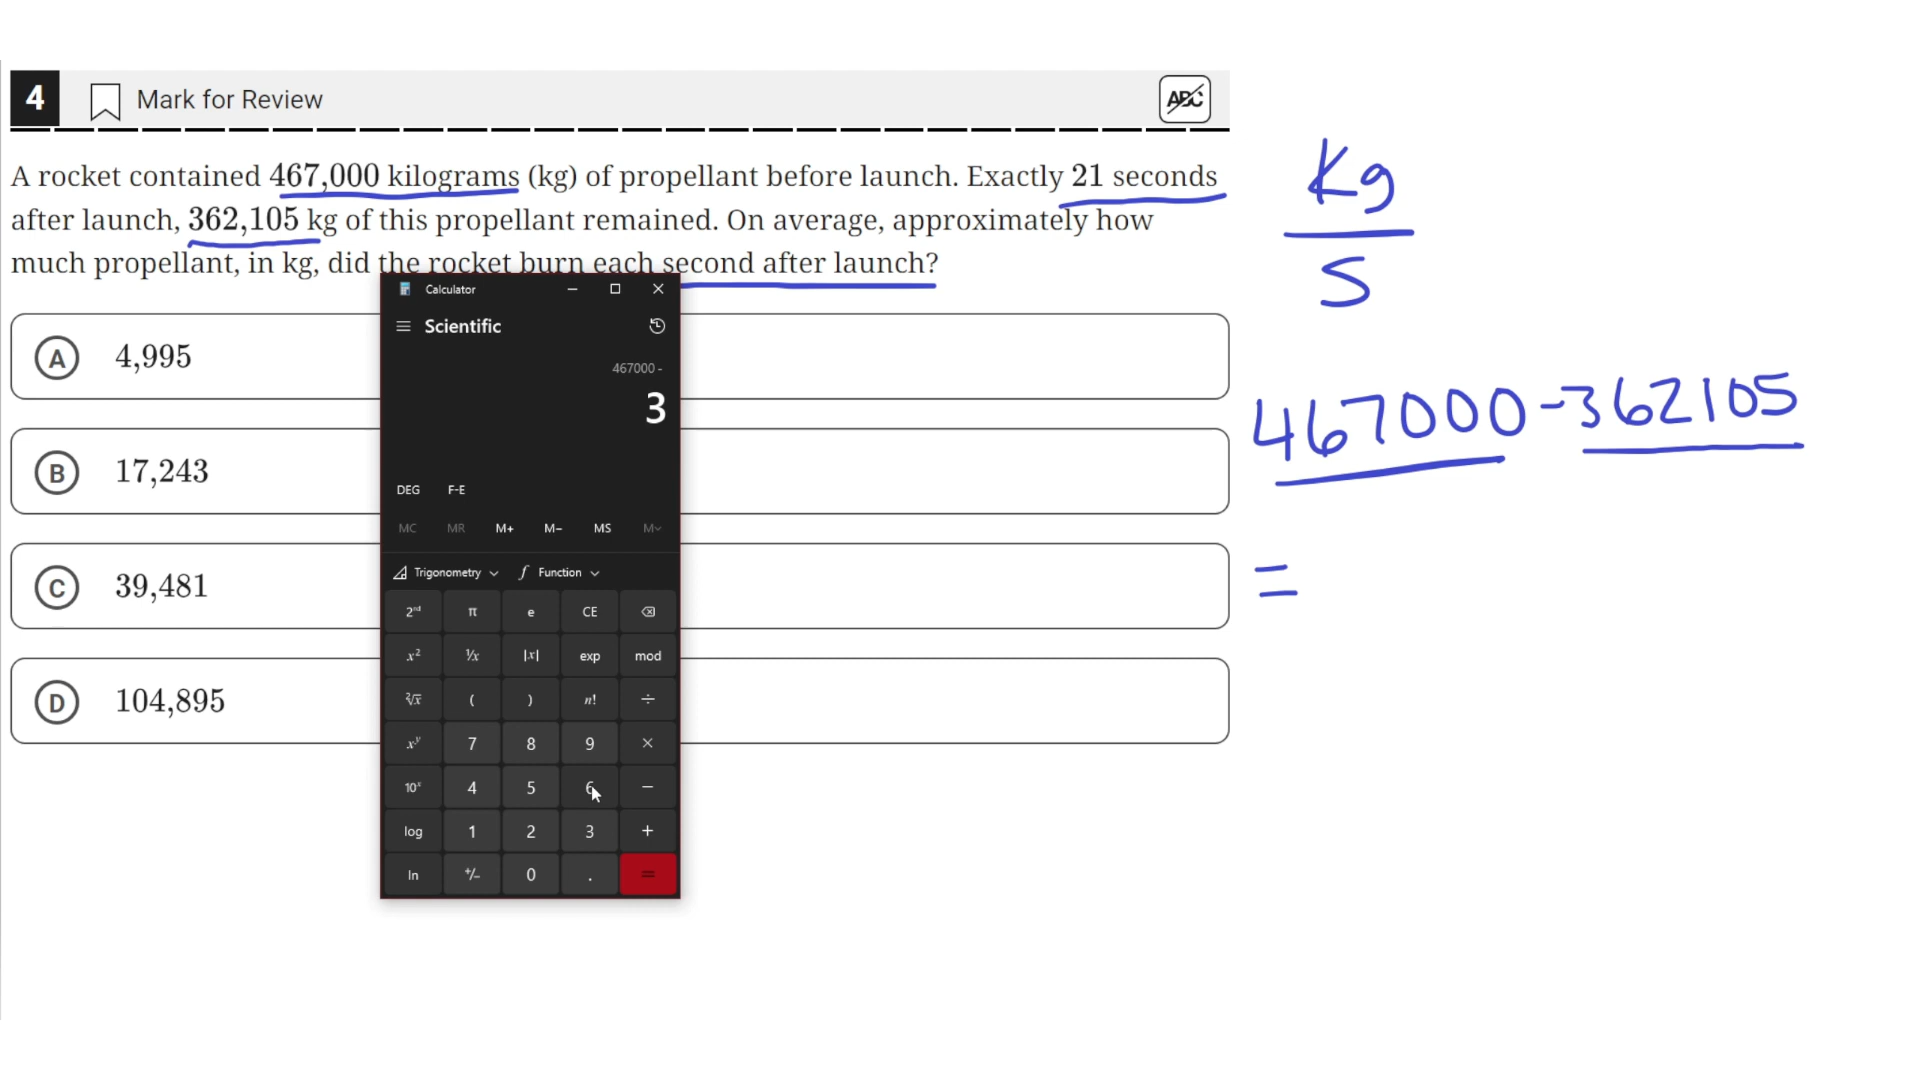 4 Mark for Review ABC
A rocket contained 467,000 kilograms (kg) of propellant before launch. Exactly 21 seconds
after launch, 362,105 kg of this propellant remained. On average, approximately how
much propellant, in kg, did the rocket burn each second after launch?
Kg
S
A 4,995
B 17,243
C 39,481
D 104,895
Calculator
Scientific
467000 -
3
DEG F-E
MC MR M+ M− MS M
Trigonometry f Function
2ⁿᵈ π e CE
x² ¹/x |x| exp mod
²√x ( ) n! ÷
xʸ 7 8 9 ×
10ˣ 4 5 6 −
log 1 2 3 +
ln +/− 0 . =
467000-362105
=